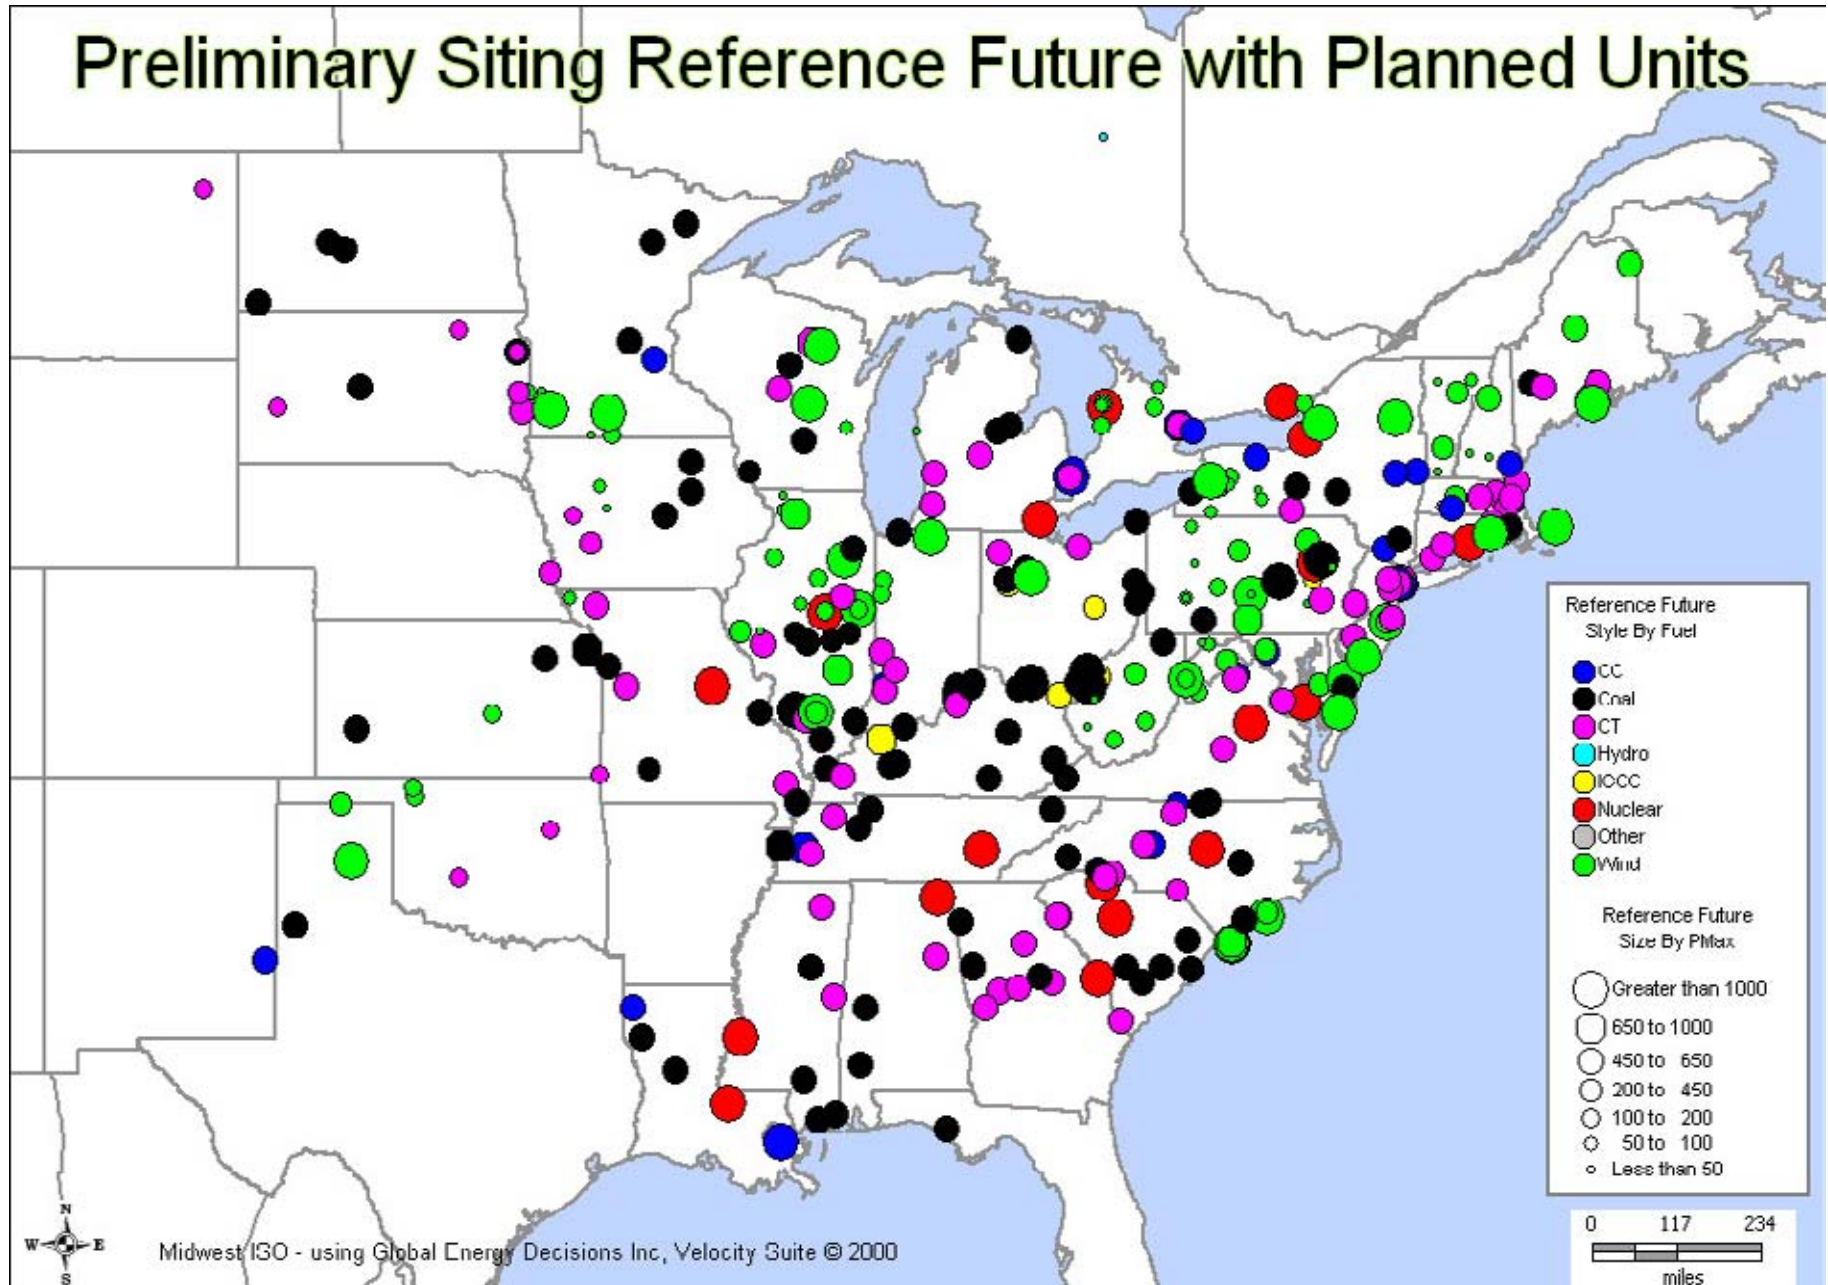 Preliminary Siting Reference Future with Planned Units
Reference Future
Style By Fuel
CC
Coal
CT
Hydro
IGCC
Nuclear
Other
Wind
Reference Future
Size By PMax
Greater than 1000
650 to 1000
450 to 650
200 to 450
100 to 200
50 to 100
Less than 50
N
W E
S
Midwest ISO - using Global Energy Decisions Inc, Velocity Suite © 2000
0 117 234
miles